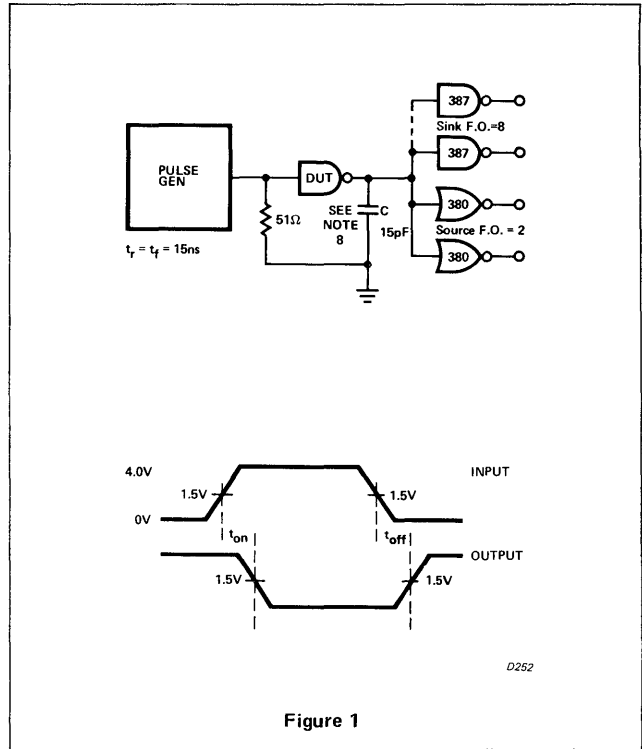 387
Sink F.O.=8
387
PULSE
GEN
DUT
51Ω
SEE
NOTE
8
C
15pF
380
Source F.O. = 2
380
t_r = t_f = 15ns
4.0V
INPUT
1.5V
1.5V
0V
t_on
t_off
OUTPUT
1.5V
1.5V
D252
Figure 1